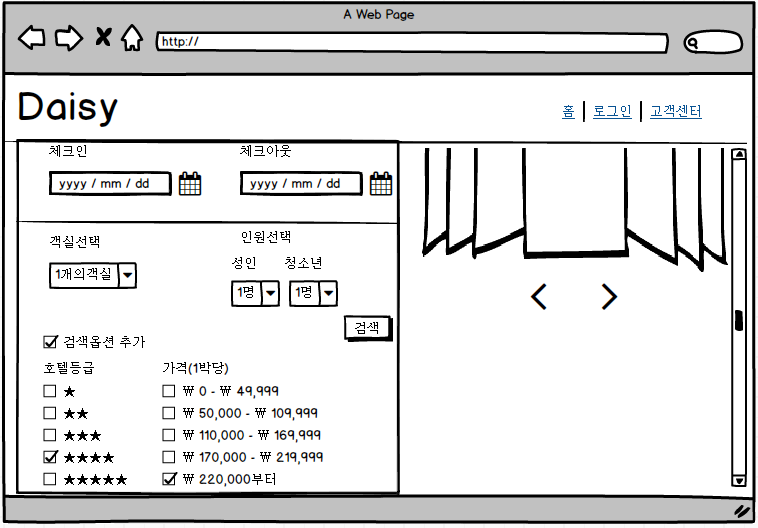 A Web Page
http://
Daisy
홈 | 로그인 | 고객센터
체크인 체크아웃
yyyy / mm / dd yyyy / mm / dd
객실선택 인원선택
성인 청소년
1개의객실 1명 1명
검색
검색옵션 추가
호텔등급 가격(1박당)
★ ₩ 0 - ₩ 49,999
★★ ₩ 50,000 - ₩ 109,999
★★★ ₩ 110,000 - ₩ 169,999
★★★★ ₩ 170,000 - ₩ 219,999
★★★★★ ₩ 220,000부터